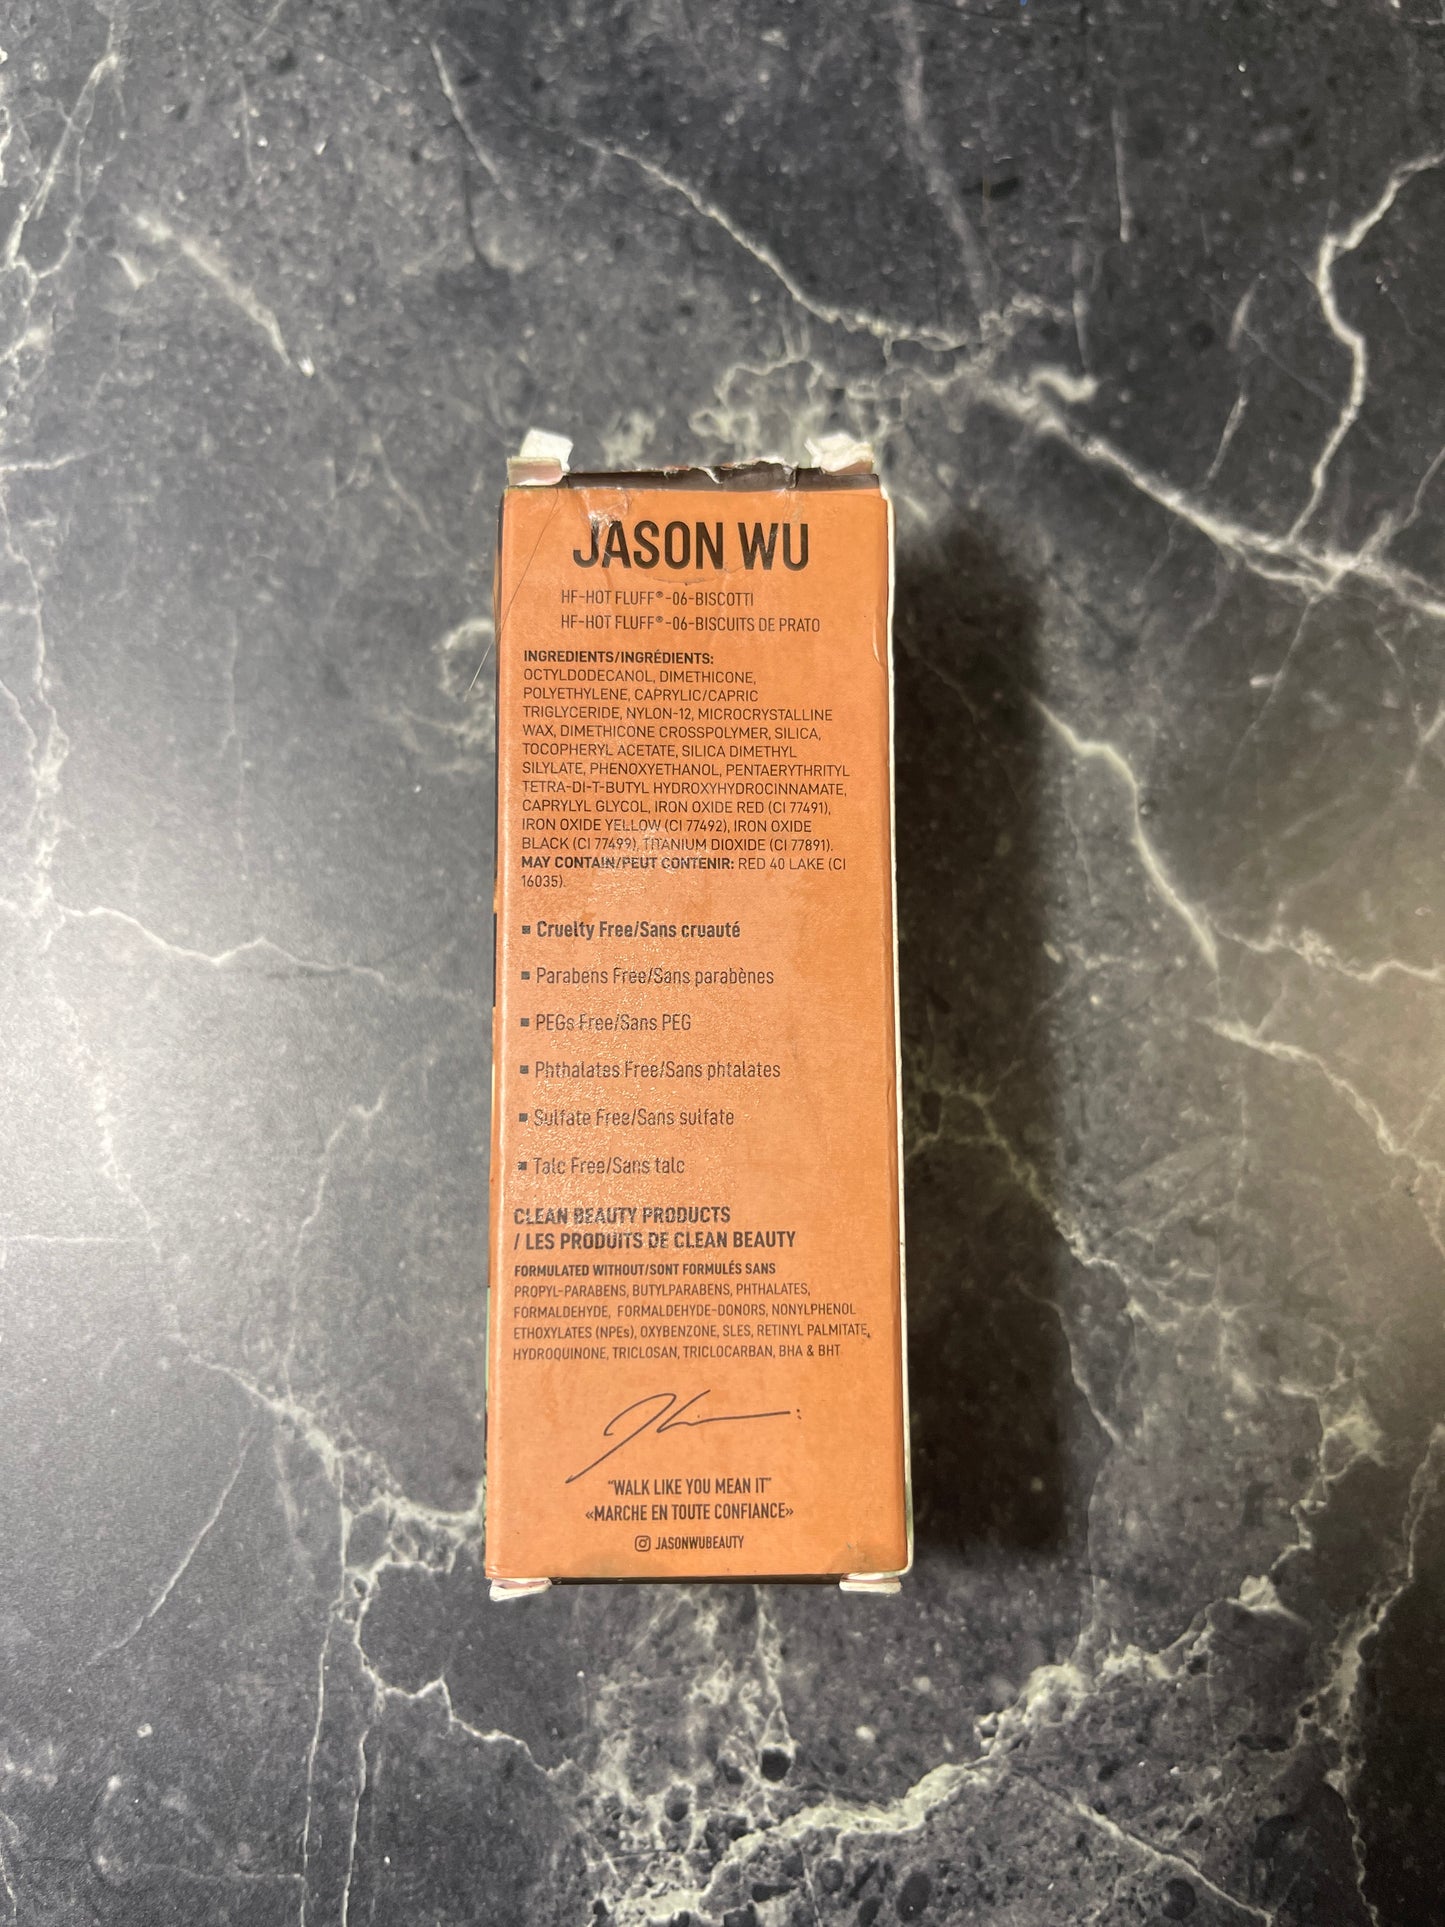 JASON WU
HF-HOT FLUFF®-06-BISCOTTI
HF-HOT FLUFF®-06-BISCUITS DE PRATO
INGREDIENTS/INGRÉDIENTS:
OCTYLDODECANOL, DIMETHICONE,
POLYETHYLENE, CAPRYLIC/CAPRIC
TRIGLYCERIDE, NYLON-12, MICROCRYSTALLINE
WAX, DIMETHICONE CROSSPOLYMER, SILICA,
TOCOPHERYL ACETATE, SILICA DIMETHYL
SILYLATE, PHENOXYETHANOL, PENTAERYTHRITYL
TETRA-DI-T-BUTYL HYDROXYHYDROCINNAMATE,
CAPRYLYL GLYCOL, IRON OXIDE RED (CI 77491),
IRON OXIDE YELLOW (CI 77492), IRON OXIDE
BLACK (CI 77499), TITANIUM DIOXIDE (CI 77891).
MAY CONTAIN/PEUT CONTENIR: RED 40 LAKE (CI
16035).
▪ Cruelty Free/Sans cruauté
▪ Parabens Free/Sans parabènes
▪ PEGs Free/Sans PEG
▪ Phthalates Free/Sans phtalates
▪ Sulfate Free/Sans sulfate
▪ Talc Free/Sans talc
CLEAN BEAUTY PRODUCTS
/ LES PRODUITS DE CLEAN BEAUTY
FORMULATED WITHOUT/SONT FORMULÉS SANS
PROPYL-PARABENS, BUTYLPARABENS, PHTHALATES,
FORMALDEHYDE, FORMALDEHYDE-DONORS, NONYLPHENOL
ETHOXYLATES (NPEs), OXYBENZONE, SLES, RETINYL PALMITATE,
HYDROQUINONE, TRICLOSAN, TRICLOCARBAN, BHA & BHT
"WALK LIKE YOU MEAN IT"
«MARCHE EN TOUTE CONFIANCE»
JASONWUBEAUTY